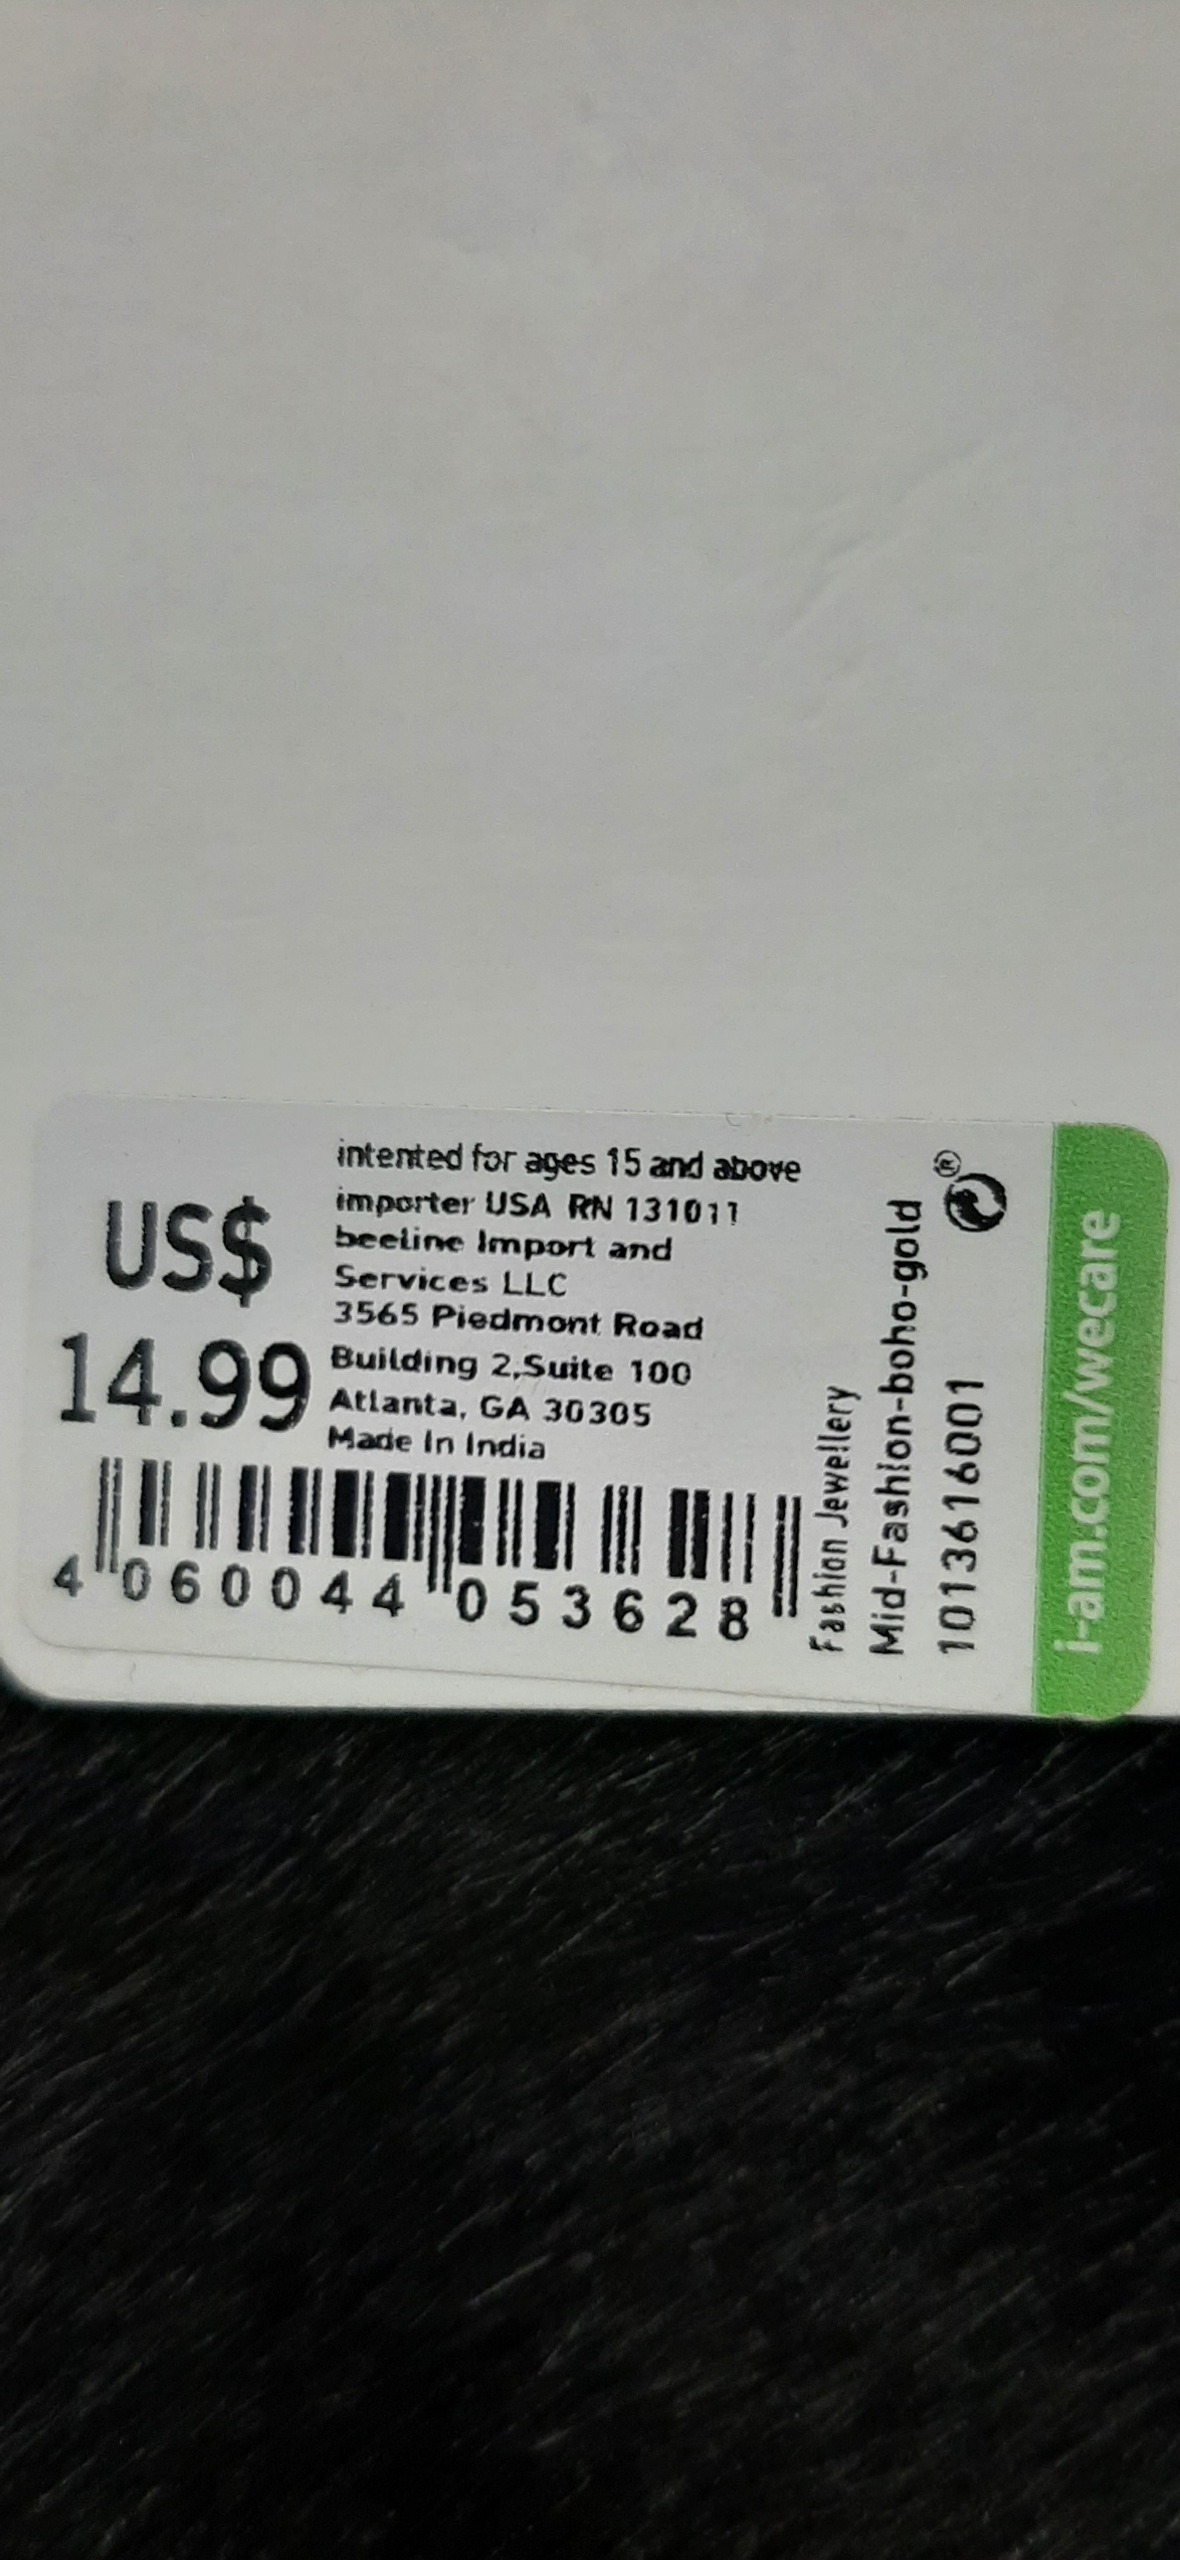 intented for ages 15 and above
importer USA RN 131011
beeline Import and
Services LLC
3565 Piedmont Road
Building 2,Suite 100
Atlanta, GA 30305
Made In India
US$
14.99
4 060044 053628
Fashion Jewellery
Mid-Fashion-boho-gold
1013616001
®
i-am.com/wecare